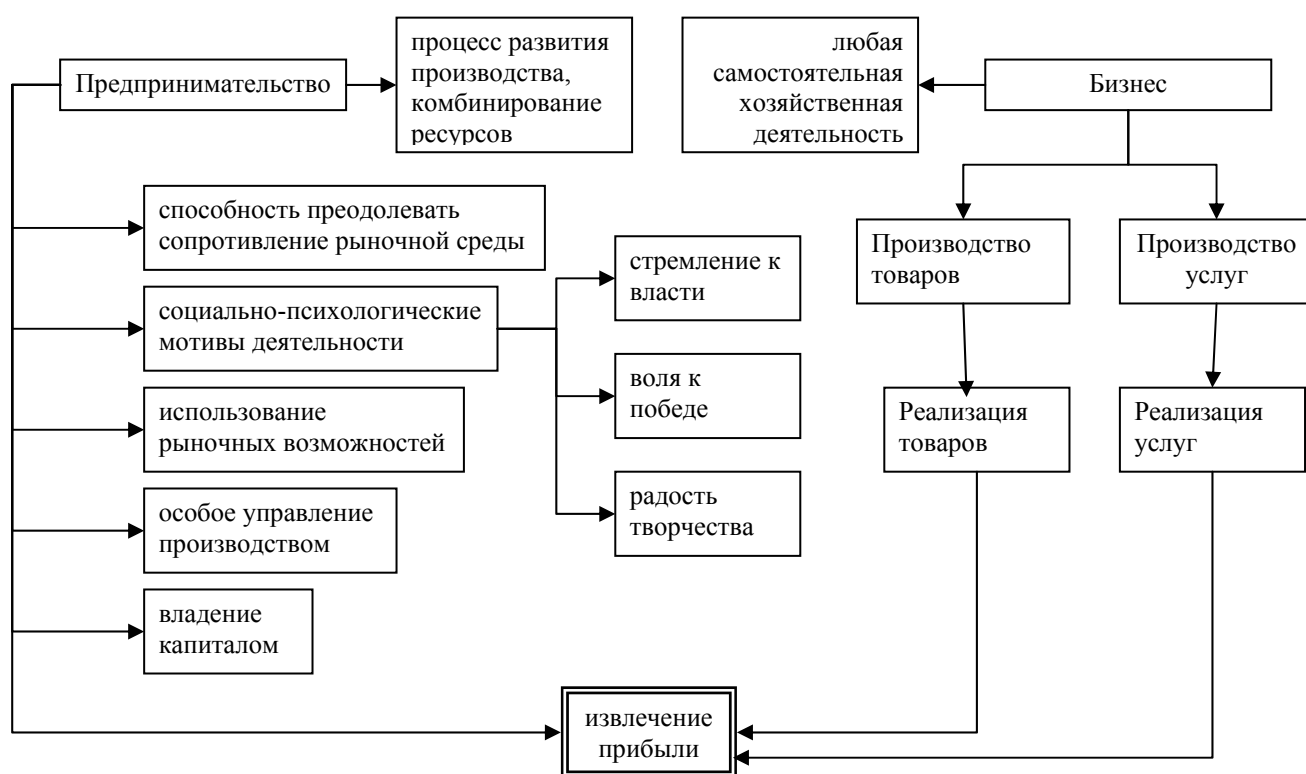 Предпринимательство
процесс развития
производства,
комбинирование
ресурсов
любая
самостоятельная
хозяйственная
деятельность
Бизнес
способность преодолевать
сопротивление рыночной среды
социально-психологические
мотивы деятельности
использование
рыночных возможностей
особое управление
производством
владение
капиталом
стремление к
власти
воля к
победе
радость
творчества
Производство
товаров
Производство
услуг
Реализация
товаров
Реализация
услуг
извлечение
прибыли